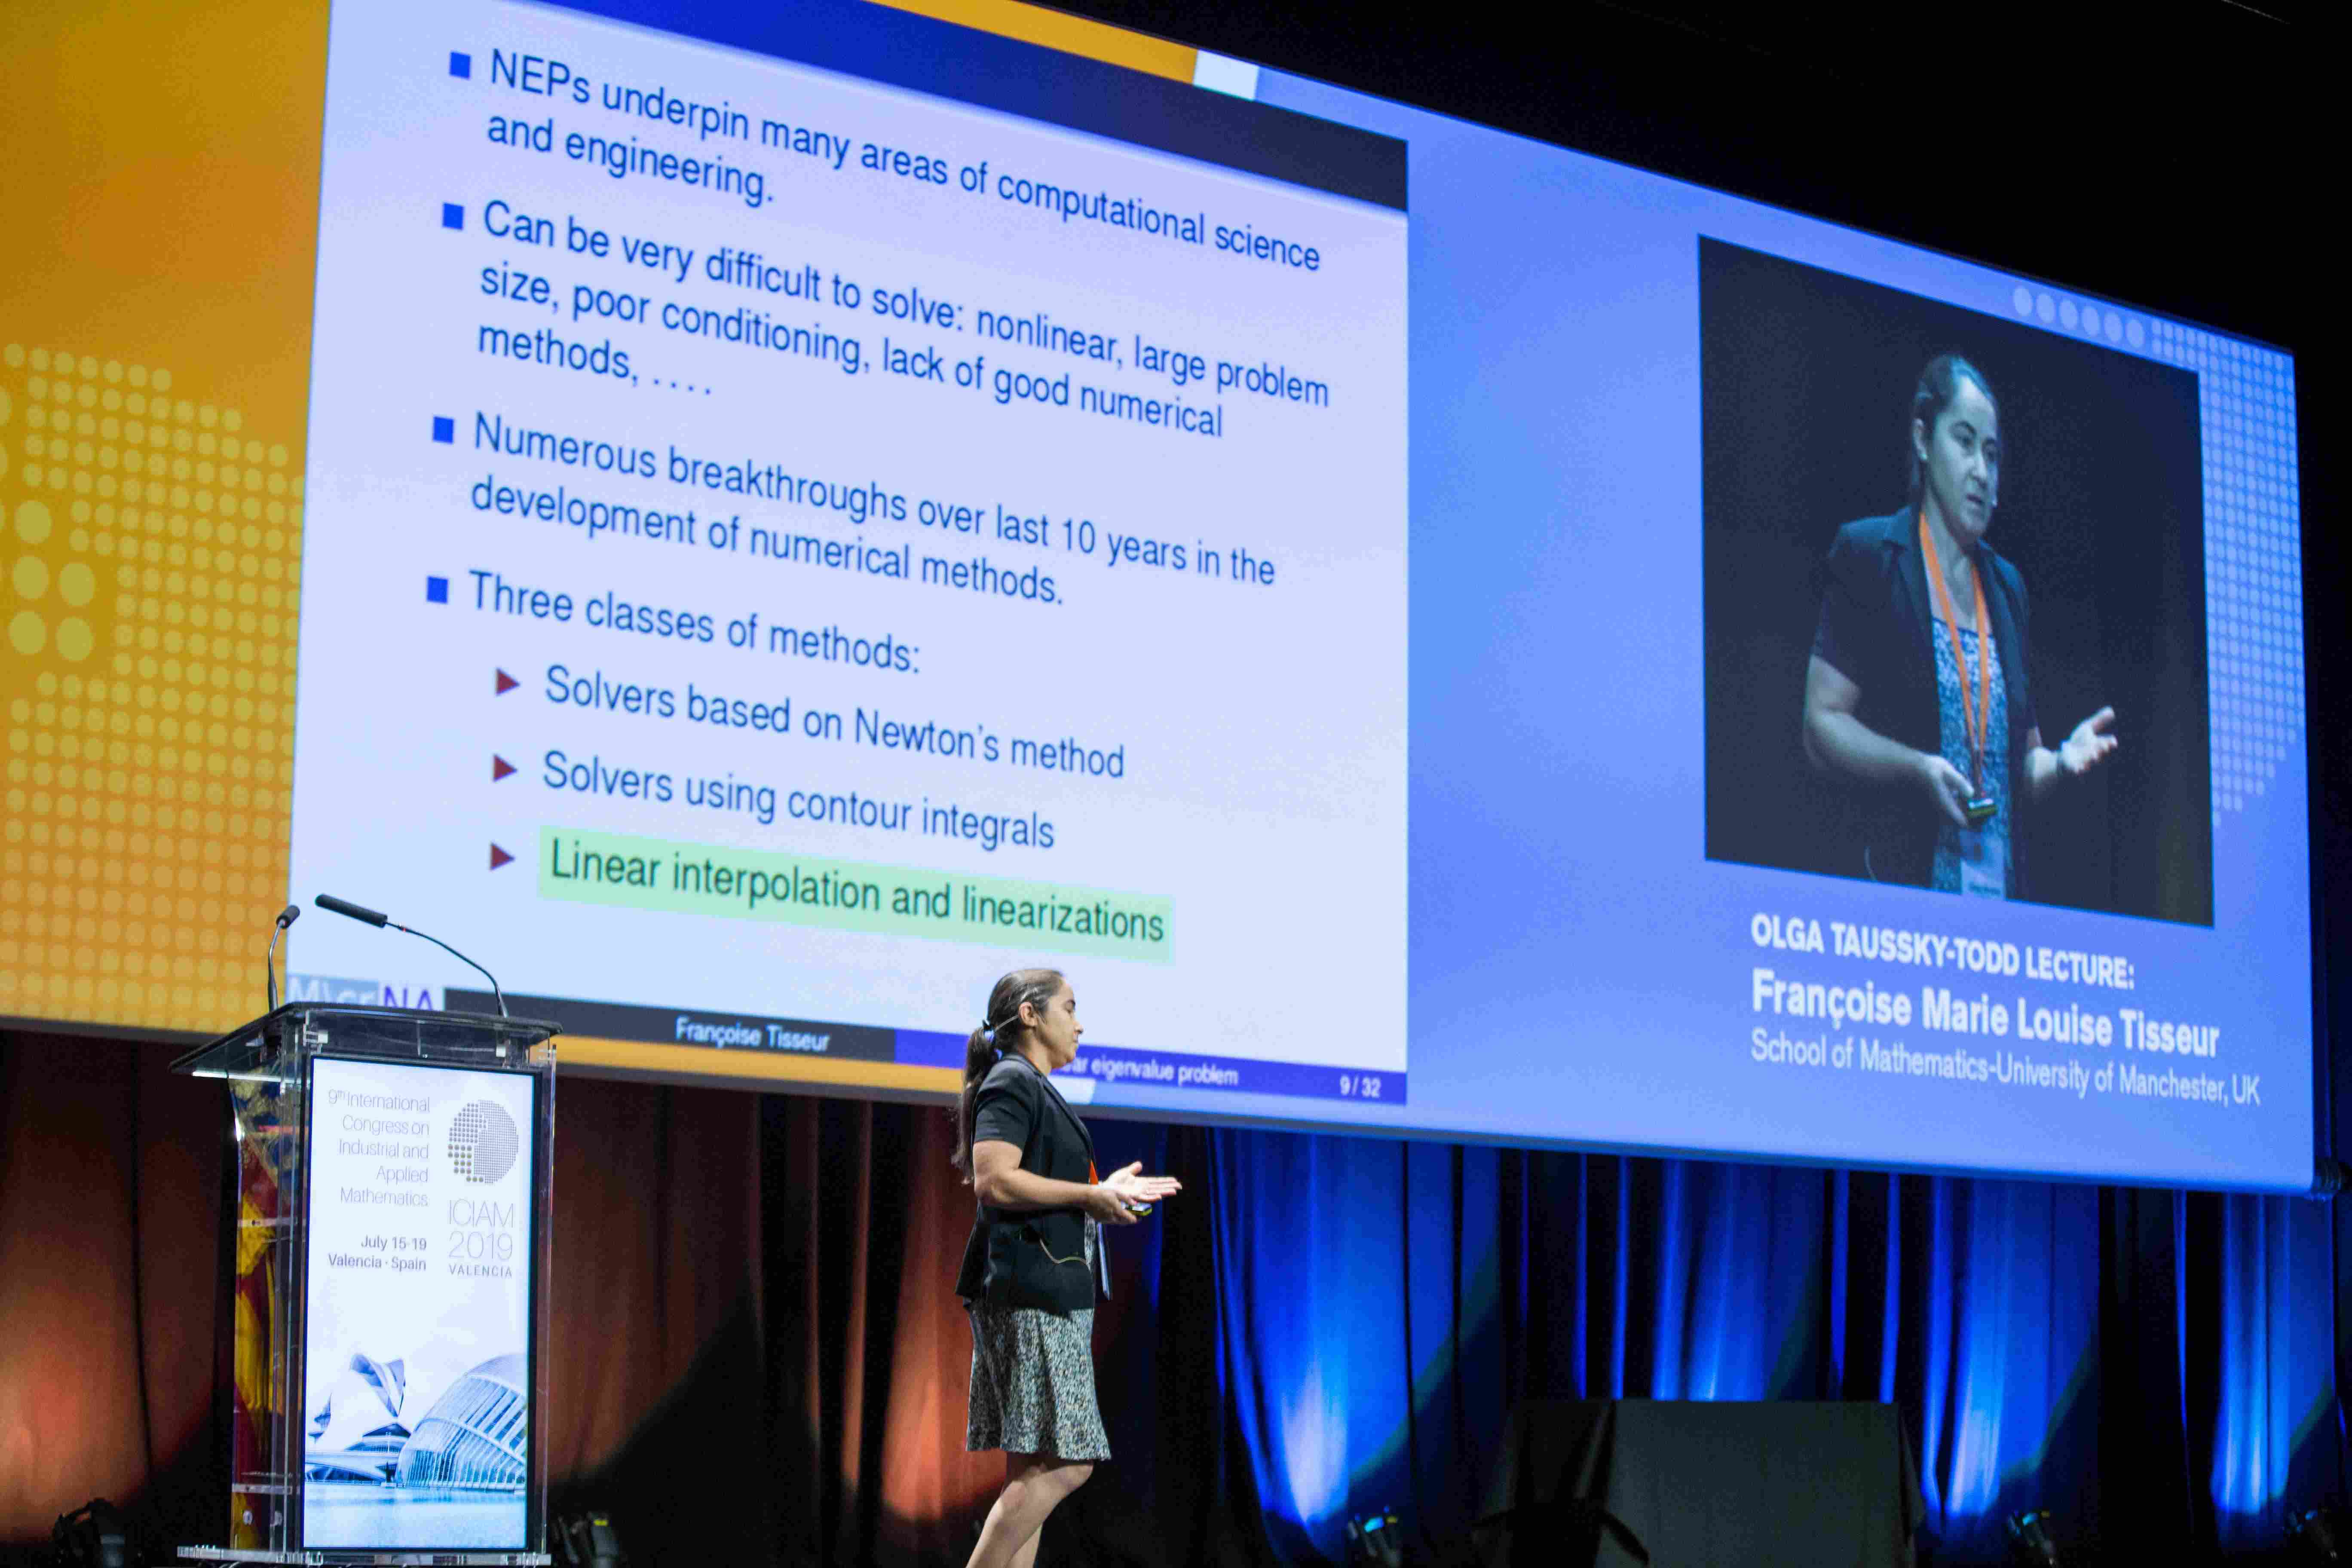 NEPs underpin many areas of computational science
and engineering.
Can be very difficult to solve: nonlinear, large problem
size, poor conditioning, lack of good numerical
methods, ....
Numerous breakthroughs over last 10 years in the
development of numerical methods.
Three classes of methods:
Solvers based on Newton's method
Solvers using contour integrals
Linear interpolation and linearizations
Françoise Tisseur
eigenvalue problem
9 / 32
OLGA TAUSSKY-TODD LECTURE:
Françoise Marie Louise Tisseur
School of Mathematics-University of Manchester, UK
9th International
Congress on
Industrial and
Applied
Mathematics
July 15-19
Valencia - Spain
ICIAM
2019
VALENCIA